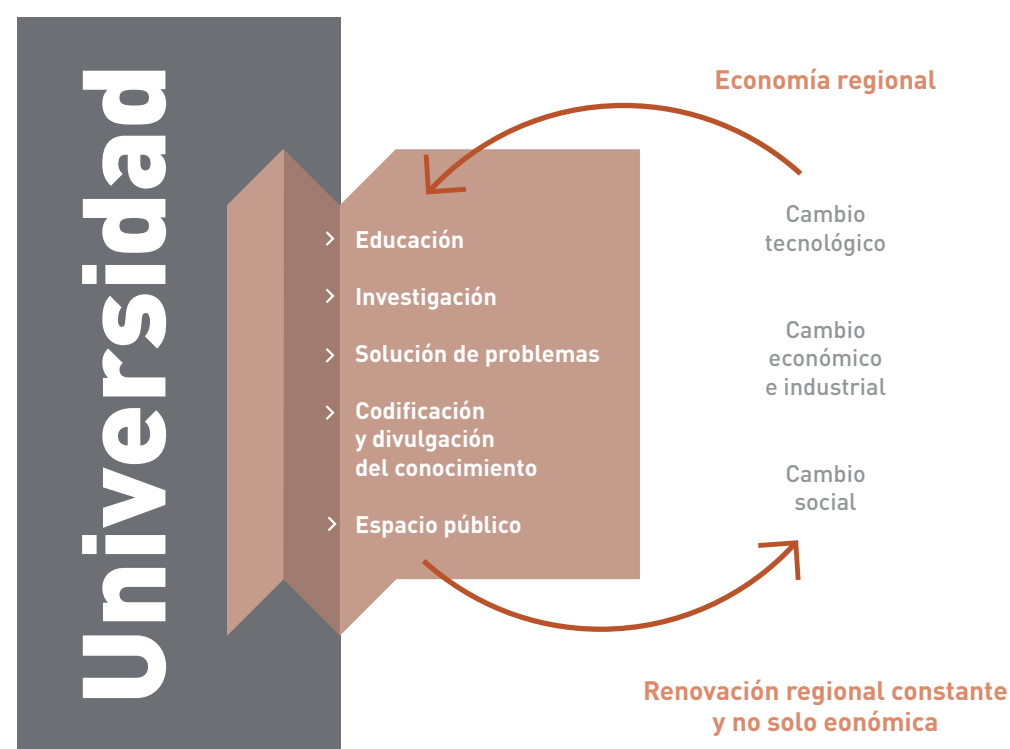 Universidad
Educación
Investigación
Solución de problemas
Codificación
y divulgación
del conocimiento
Espacio público
Economía regional
Cambio
tecnológico
Cambio
económico
e industrial
Cambio
social
Renovación regional constante
y no solo eonómica